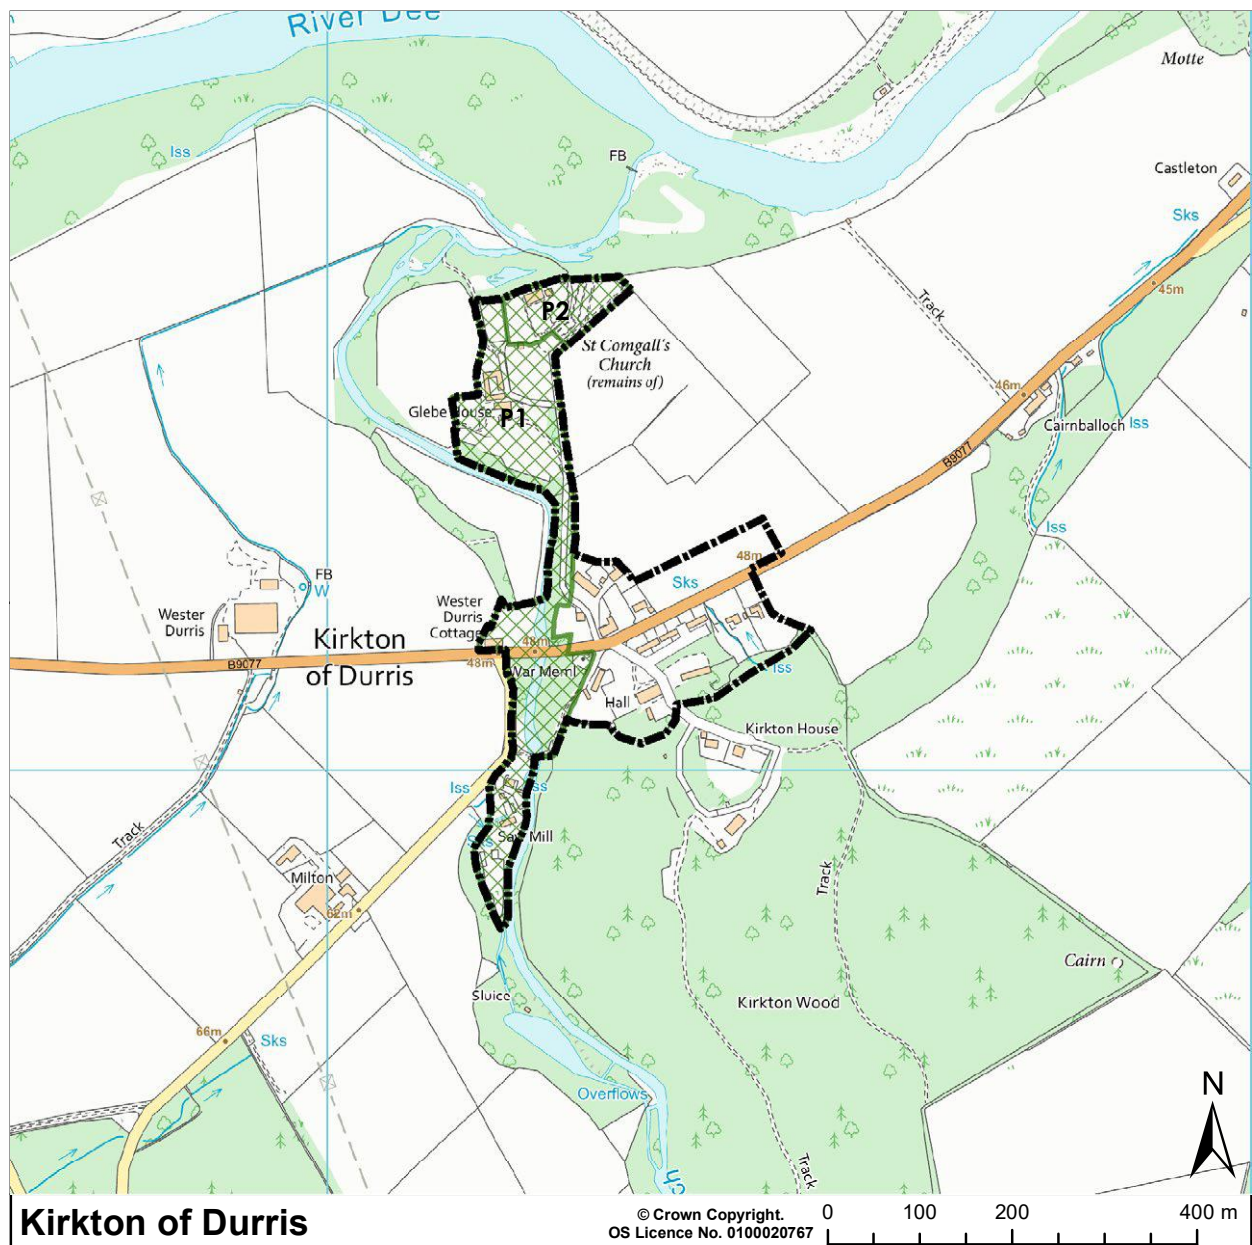 River Dee
Motte
Iss
FB
Castleton
Sks
45m
Track
P2
St Comgall's
Church
(remains of)
46m
Glebe House
P1
Cairnballoch
Iss
B9077
Iss
48m
FB
W
Sks
Wester
Durris
Wester
Durris
Cottage
Kirkton
of Durris
48m
B9077
48m
War Meml
Iss
Hall
Kirkton House
Iss
Iss
Track
Sks
Saw Mill
Milton
62m
Track
Cairn
Sluice
Kirkton Wood
66m
Sks
Overflows
N
Track
ch
Kirkton of Durris
© Crown Copyright.
OS Licence No. 0100020767
0 100 200 400 m